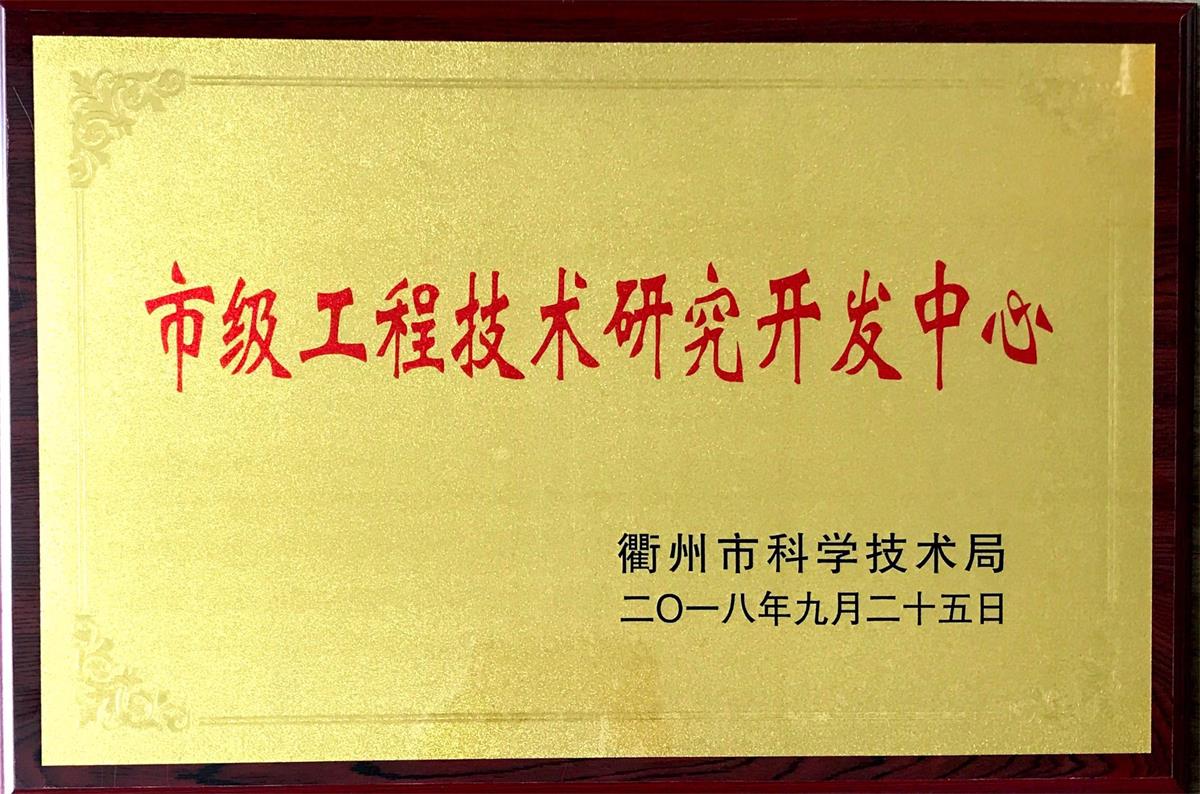 市级工程技术研究开发中心
衢州市科学技术局
二〇一八年九月二十五日